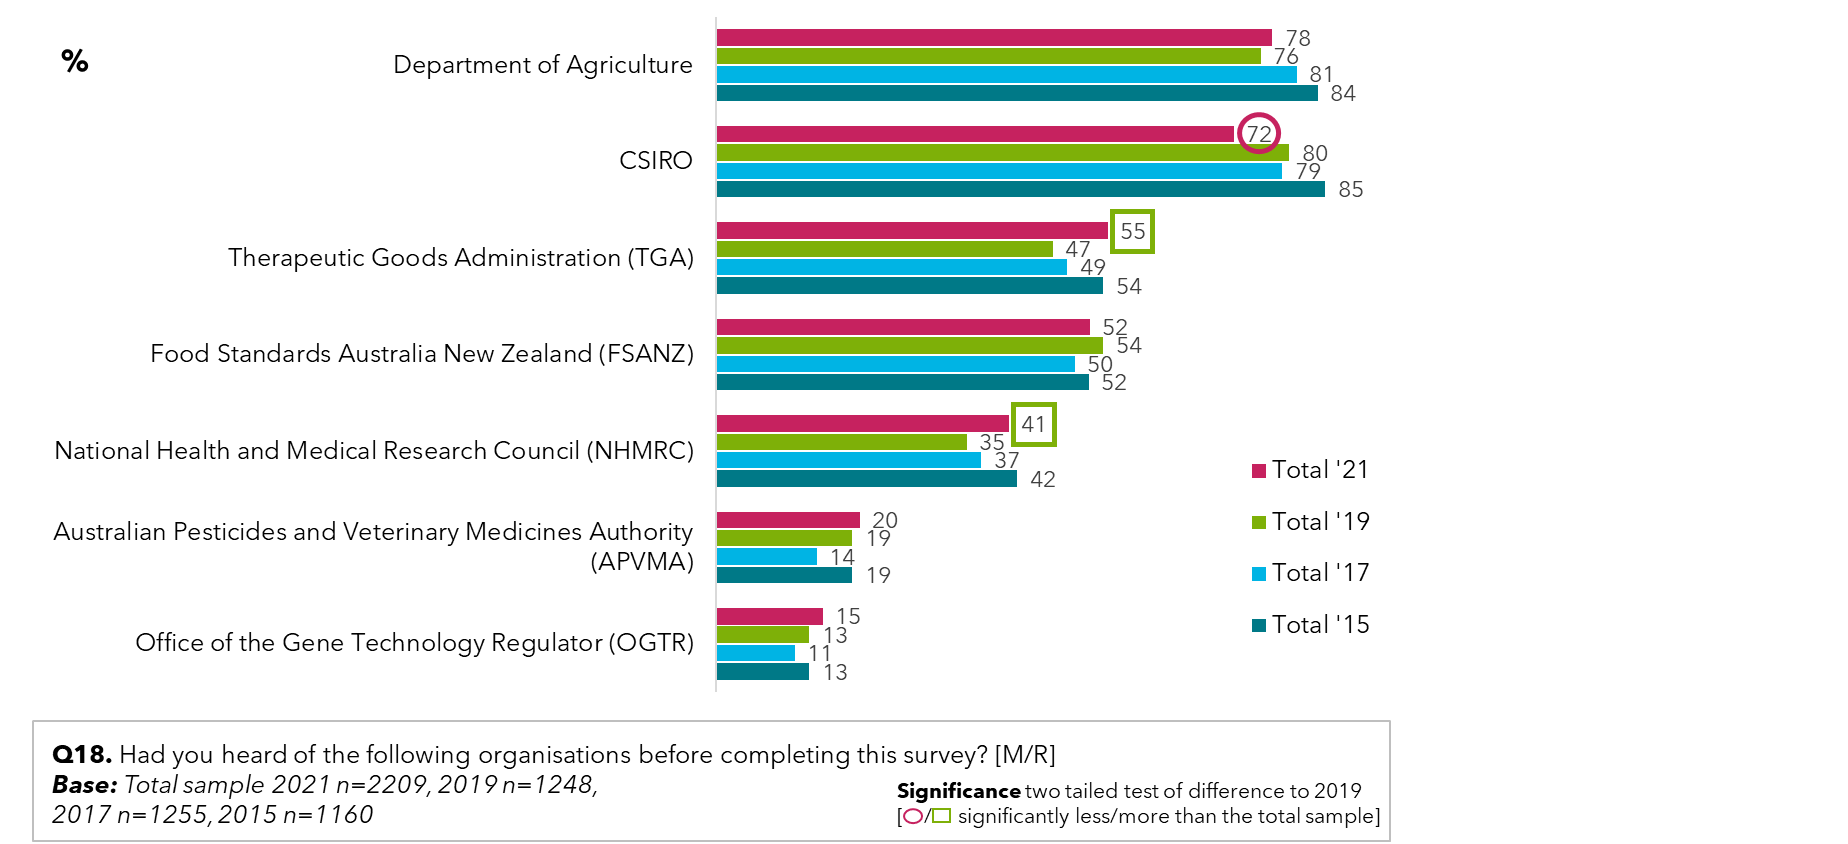 %
Department of Agriculture
78
76
81
84
CSIRO
72
80
79
85
Therapeutic Goods Administration (TGA)
55
47
49
54
Food Standards Australia New Zealand (FSANZ)
52
54
50
52
National Health and Medical Research Council (NHMRC)
41
35
37
42
Australian Pesticides and Veterinary Medicines Authority
(APVMA)
20
19
14
19
Office of the Gene Technology Regulator (OGTR)
15
13
11
13
Total '21
Total '19
Total '17
Total '15
Q18. Had you heard of the following organisations before completing this survey? [M/R]
Base: Total sample 2021 n=2209, 2019 n=1248,
2017 n=1255, 2015 n=1160
Significance two tailed test of difference to 2019
[ / significantly less/more than the total sample]